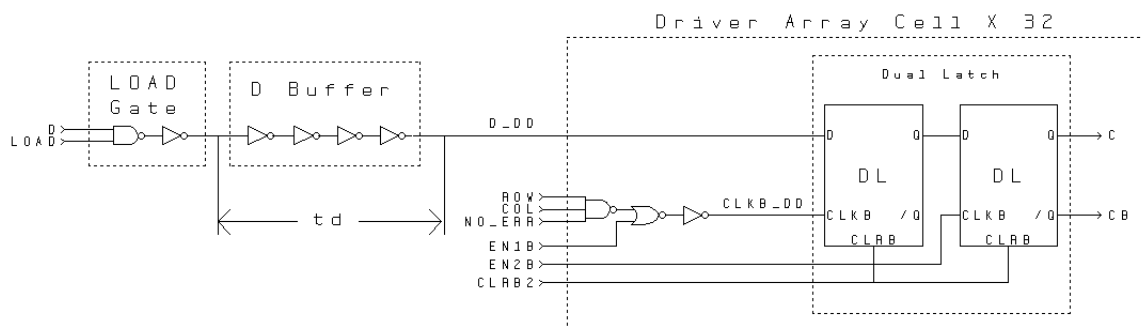 Driver Array Cell X 32
LOAD
Gate
D Buffer
Dual Latch
D
LOAD
D_DD
D
Q
D
Q
C
DL
DL
td
ROW
COL
NO_ERR
CLKB_DD
CLKB
/Q
CLKB
/Q
CB
EN1B
CLRB
CLRB
EN2B
CLRB2